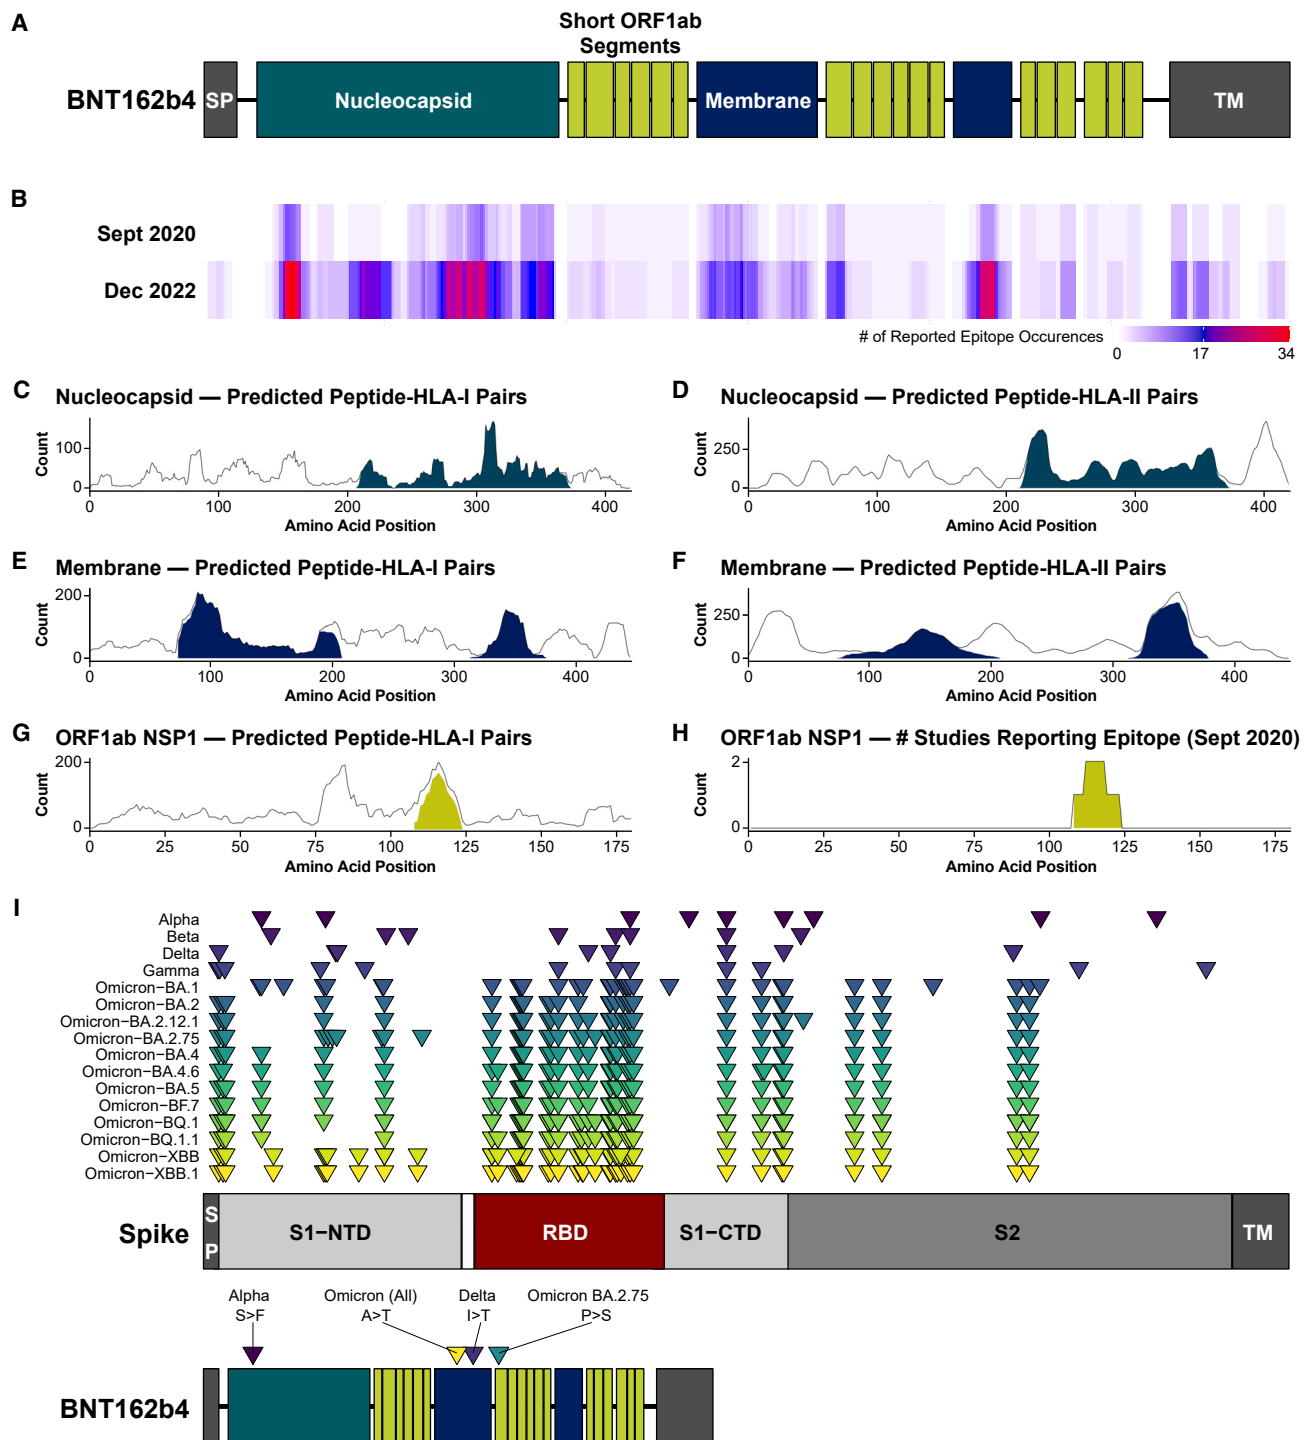 A
Short ORF1ab
Segments
BNT162b4
SP
Nucleocapsid
Membrane
TM
B
Sept 2020
Dec 2022
# of Reported Epitope Occurences
0
17
34
C
Nucleocapsid — Predicted Peptide-HLA-I Pairs
Count
100
0
0
100
200
300
400
Amino Acid Position
D
Nucleocapsid — Predicted Peptide-HLA-II Pairs
Count
250
0
0
100
200
300
400
Amino Acid Position
E
Membrane — Predicted Peptide-HLA-I Pairs
Count
200
0
100
200
300
400
Amino Acid Position
F
Membrane — Predicted Peptide-HLA-II Pairs
Count
250
0
100
200
300
400
Amino Acid Position
G
ORF1ab NSP1 — Predicted Peptide-HLA-I Pairs
Count
200
0
0
25
50
75
100
125
150
175
Amino Acid Position
H
ORF1ab NSP1 — # Studies Reporting Epitope (Sept 2020)
Count
2
0
0
25
50
75
100
125
150
175
Amino Acid Position
I
Alpha
Beta
Delta
Gamma
Omicron−BA.1
Omicron−BA.2
Omicron−BA.2.12.1
Omicron−BA.2.75
Omicron−BA.4
Omicron−BA.4.6
Omicron−BA.5
Omicron−BF.7
Omicron−BQ.1
Omicron−BQ.1.1
Omicron−XBB
Omicron−XBB.1
Spike
S
P
S1−NTD
RBD
S1−CTD
S2
TM
Alpha
S>F
Omicron (All)
A>T
Delta
I>T
Omicron BA.2.75
P>S
BNT162b4